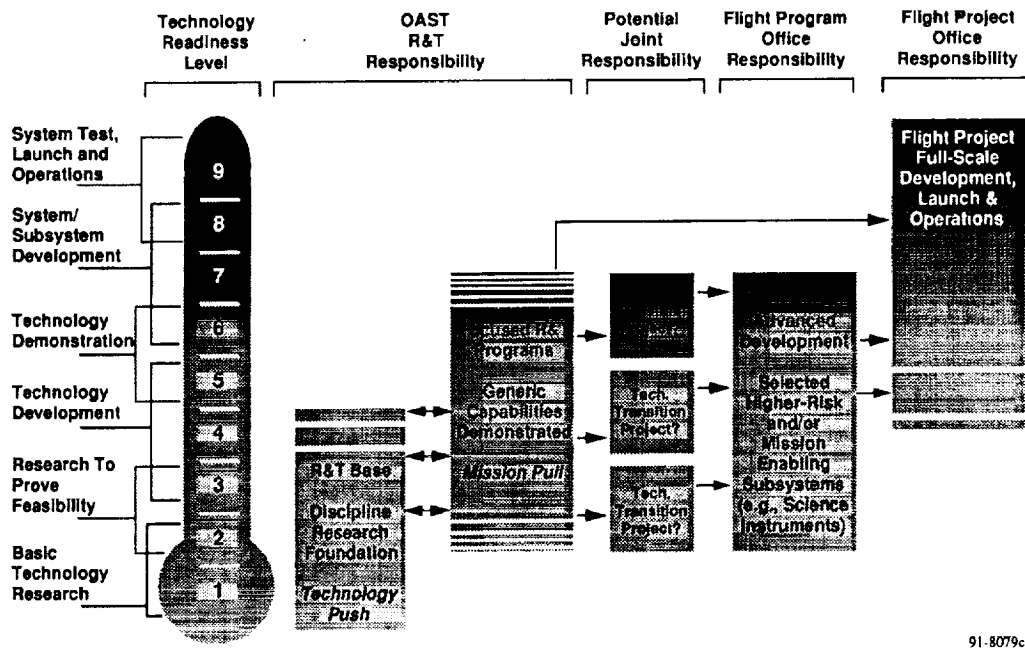 Technology
Readiness
Level
OAST
R&T
Responsibility
Potential
Joint
Responsibility
Flight Program
Office
Responsibility
Flight Project
Office
Responsibility
System Test,
Launch and
Operations
System/
Subsystem
Development
Technology
Demonstration
Technology
Development
Research To
Prove
Feasibility
Basic
Technology
Research
9
8
7
6
5
4
3
2
1
R&T Base
Discipline
Research
Foundation
Technology
Push
Programs
Generic
Capabilities
Demonstrated
Mission Pull
Tech.
Transition
Project?
Tech.
Transition
Project?
Advanced
Development
Selected
Higher-Risk
and/or
Mission
Enabling
Subsystems
(e.g., Science
Instruments)
Flight Project
Full-Scale
Development,
Launch &
Operations
91-8079c